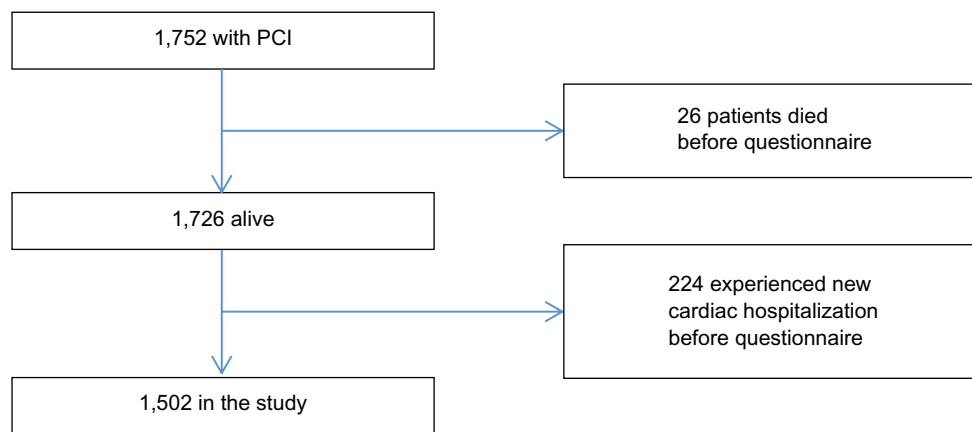 1,752 with PCI
26 patients died
before questionnaire
1,726 alive
224 experienced new
cardiac hospitalization
before questionnaire
1,502 in the study